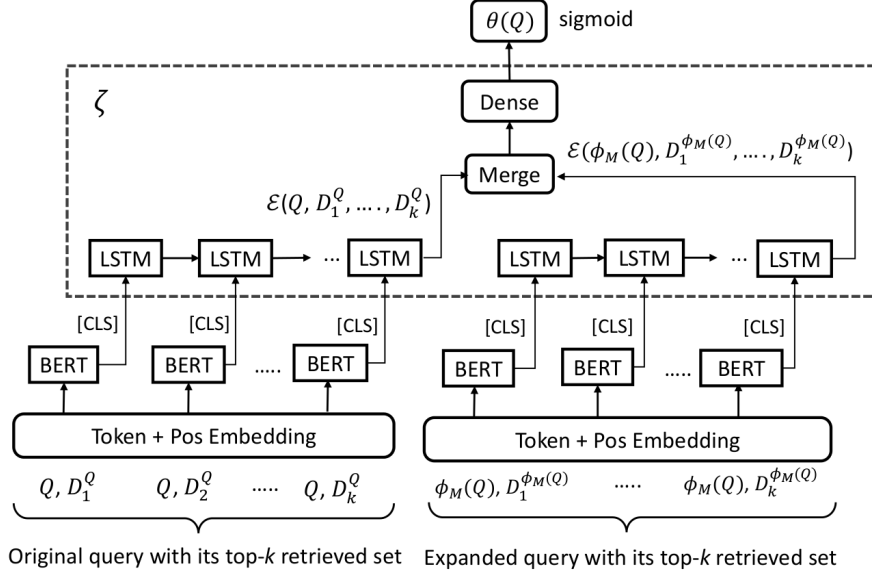 θ(Q) sigmoid
ζ
Dense
ℰ(ϕ_M(Q), D_1^{ϕ_M(Q)}, ...., D_k^{ϕ_M(Q)})
Merge
ℰ(Q, D_1^Q, ...., D_k^Q)
LSTM LSTM ... LSTM LSTM LSTM ... LSTM
[CLS] [CLS] [CLS] [CLS] [CLS] [CLS]
BERT BERT ..... BERT BERT BERT ..... BERT
Token + Pos Embedding Token + Pos Embedding
Q, D_1^Q Q, D_2^Q ..... Q, D_k^Q ϕ_M(Q), D_1^{ϕ_M(Q)} ..... ϕ_M(Q), D_k^{ϕ_M(Q)}
Original query with its top-k retrieved set Expanded query with its top-k retrieved set